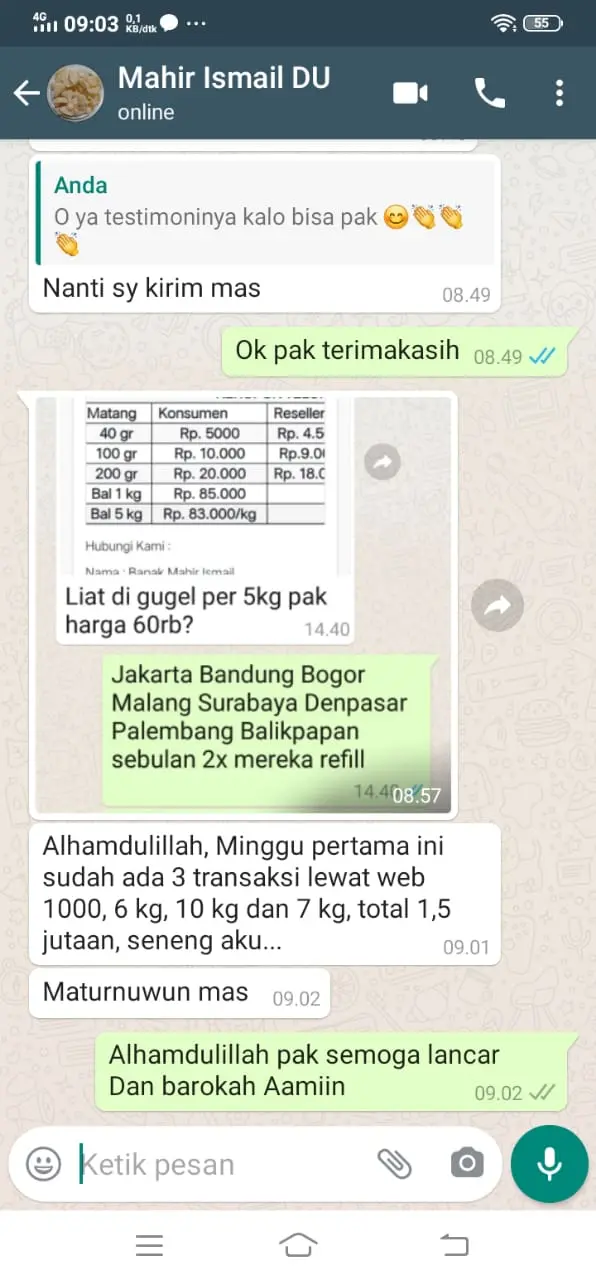 4G 09:03 0,1 KB/dtk ... 55
Mahir Ismail DU
online
Anda
O ya testimoninya kalo bisa pak 😊👏👏
👏
Nanti sy kirim mas 08.49
Ok pak terimakasih 08.49
Matang Konsumen Reseller
40 gr Rp. 5000 Rp. 4.5
100 gr Rp. 10.000 Rp.9.0
200 gr Rp. 20.000 Rp. 18.0
Bal 1 kg Rp. 85.000
Bal 5 kg Rp. 83.000/kg
Hubungi Kami :
Nama : Bapak Mahir Ismail
Liat di gugel per 5kg pak
harga 60rb? 14.40
Jakarta Bandung Bogor
Malang Surabaya Denpasar
Palembang Balikpapan
sebulan 2x mereka refill
14.40 08.57
Alhamdulillah, Minggu pertama ini
sudah ada 3 transaksi lewat web
1000, 6 kg, 10 kg dan 7 kg, total 1,5
jutaan, seneng aku... 09.01
Maturnuwun mas 09.02
Alhamdulillah pak semoga lancar
Dan barokah Aamiin 09.02
Ketik pesan